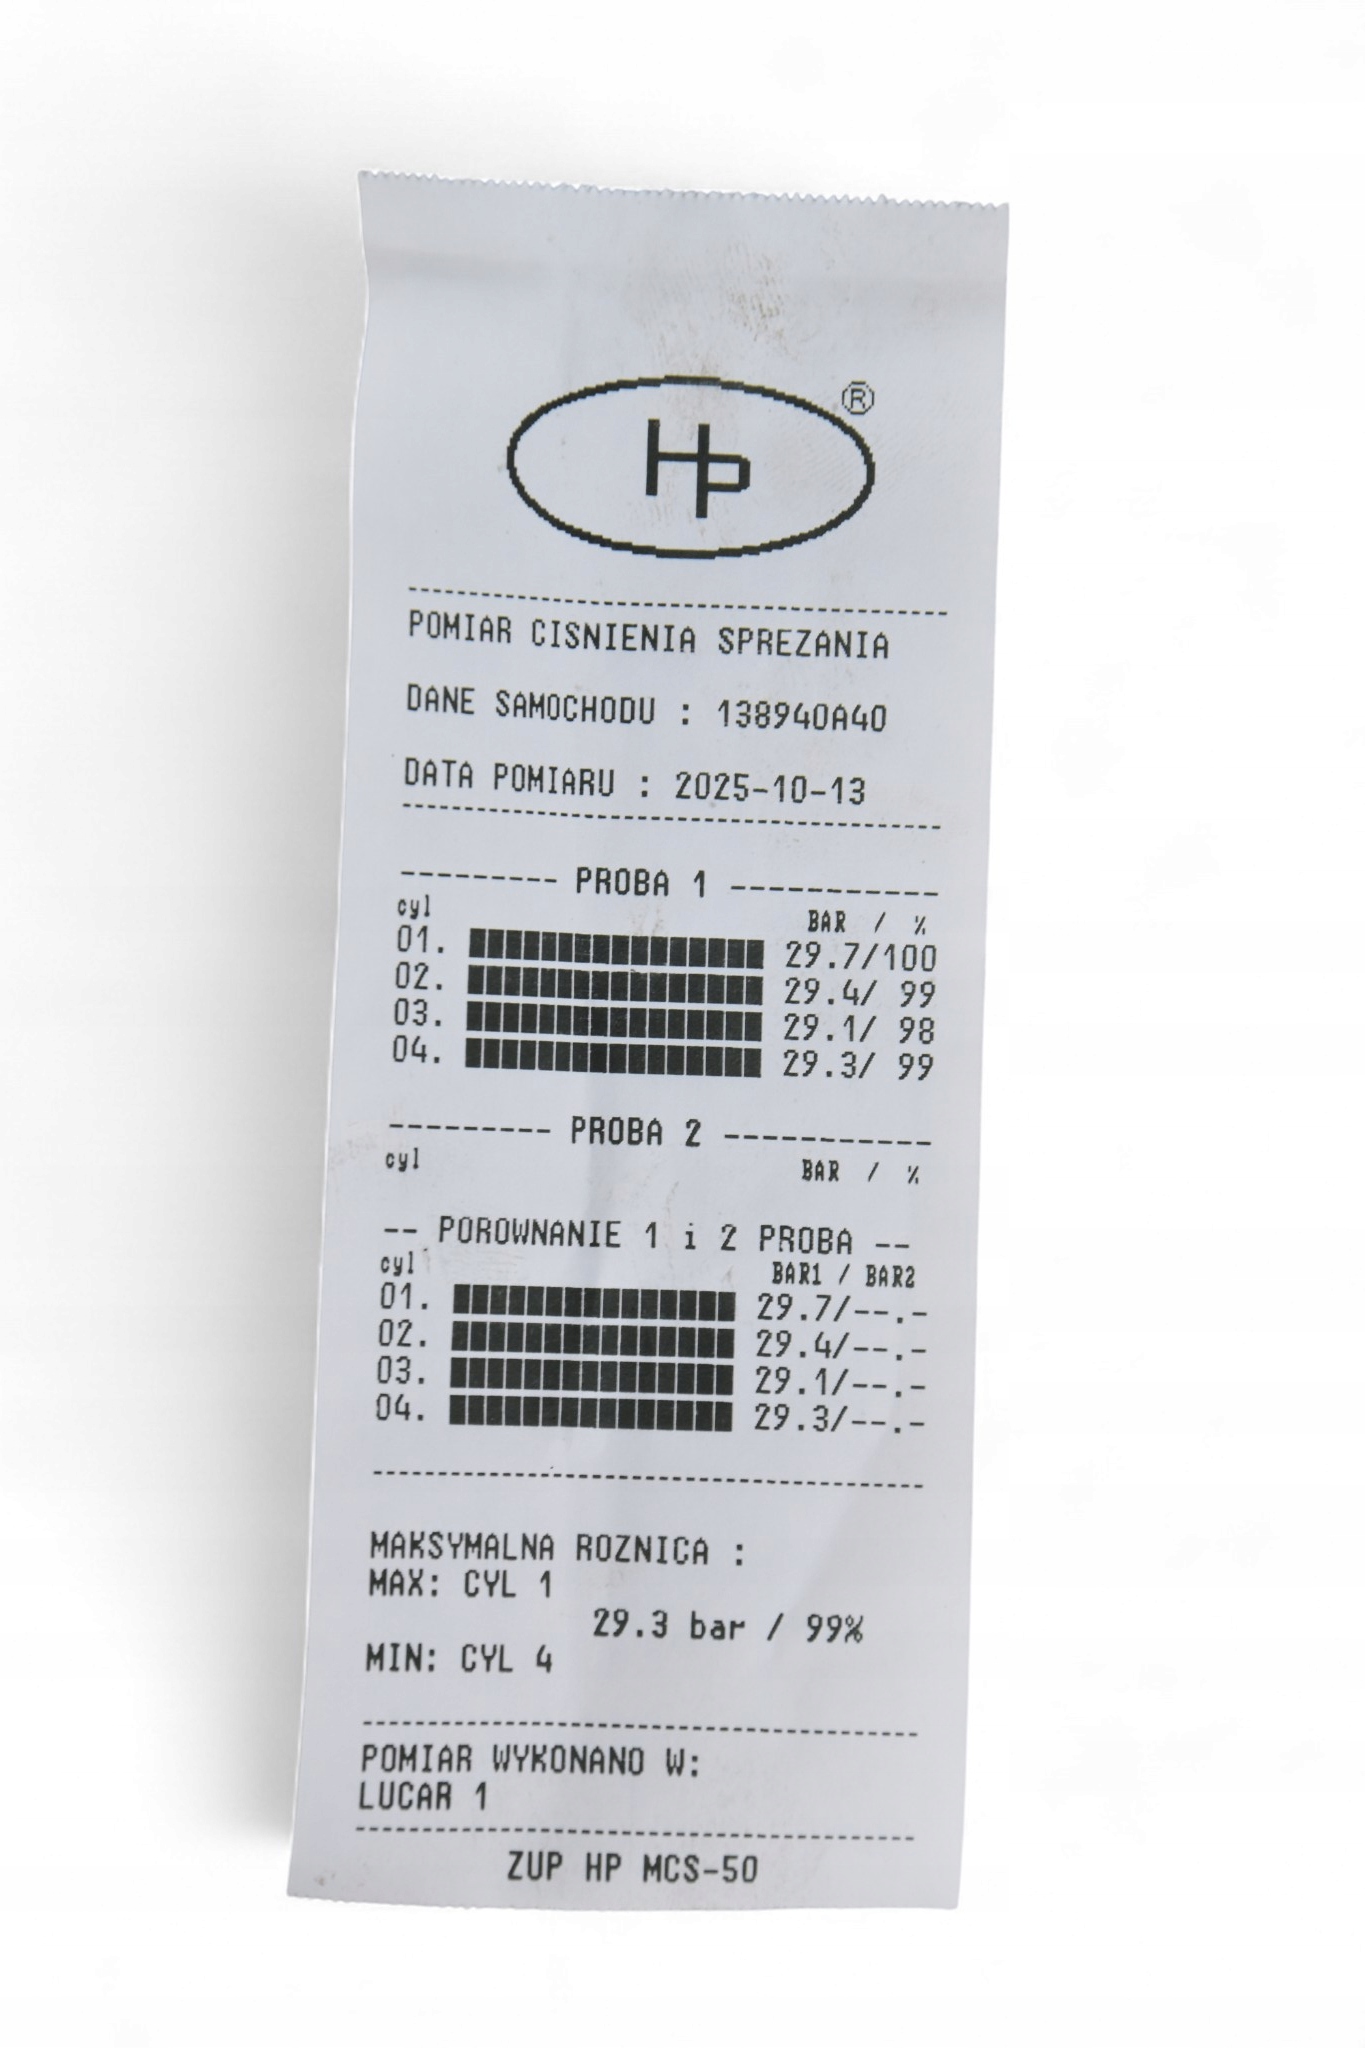 HP ®
POMIAR CISNIENIA SPREZANIA
DANE SAMOCHODU : 138940A40
DATA POMIARU : 2025-10-13
--------- PROBA 1 -----------
cyl BAR / %
01. 29.7/100
02. 29.4/ 99
03. 29.1/ 98
04. 29.3/ 99
--------- PROBA 2 -----------
cyl BAR / %
-- POROWNANIE 1 i 2 PROBA --
cyl BAR1 / BAR2
01. 29.7/--.-
02. 29.4/--.-
03. 29.1/--.-
04. 29.3/--.-
MAKSYMALNA ROZNICA :
MAX: CYL 1
29.3 bar / 99%
MIN: CYL 4
POMIAR WYKONANO W:
LUCAR 1
ZUP HP MCS-50